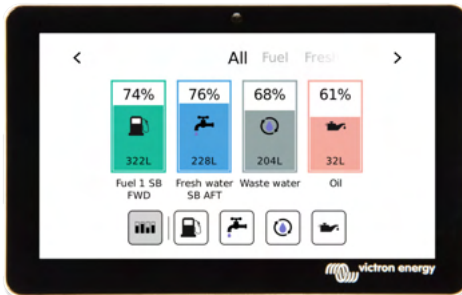 All Fuel Fres
74% 76% 68% 61%
322L 228L 204L 32L
Fuel 1 SB Fresh water Waste water Oil
FWD SB AFT
victron energy